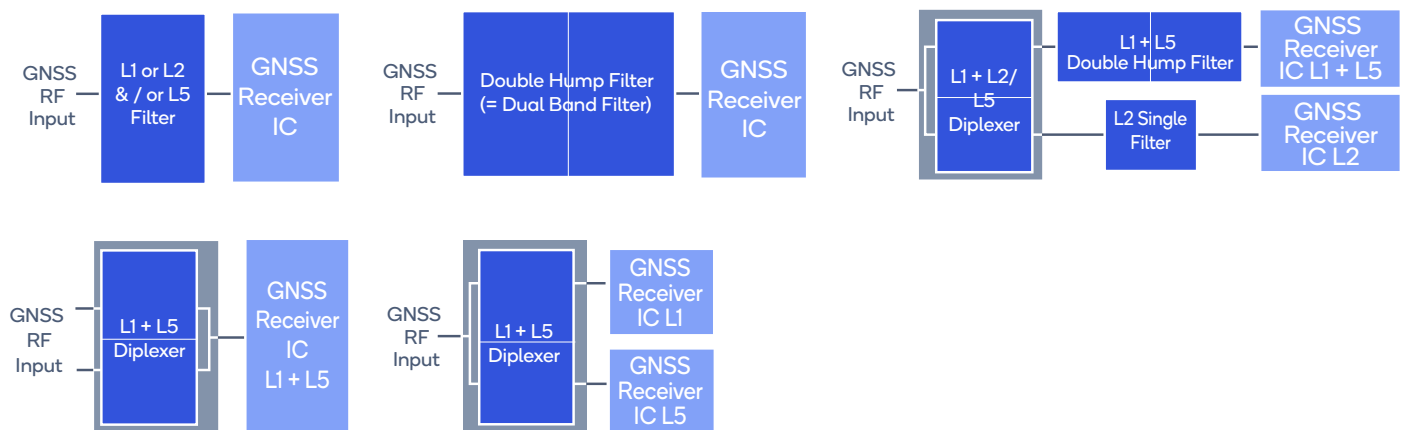 GNSS
RF
Input
L1 or L2
& / or L5
Filter
GNSS
Receiver
IC
GNSS
RF
Input
Double Hump Filter
(= Dual Band Filter)
GNSS
Receiver
IC
GNSS
RF
Input
L1 + L2/
L5
Diplexer
L1 + L5
Double Hump Filter
GNSS
Receiver
IC L1 + L5
L2 Single
Filter
GNSS
Receiver
IC L2
GNSS
RF
Input
L1 + L5
Diplexer
GNSS
Receiver
IC
L1 + L5
GNSS
RF
Input
L1 + L5
Diplexer
GNSS
Receiver
IC L1
GNSS
Receiver
IC L5